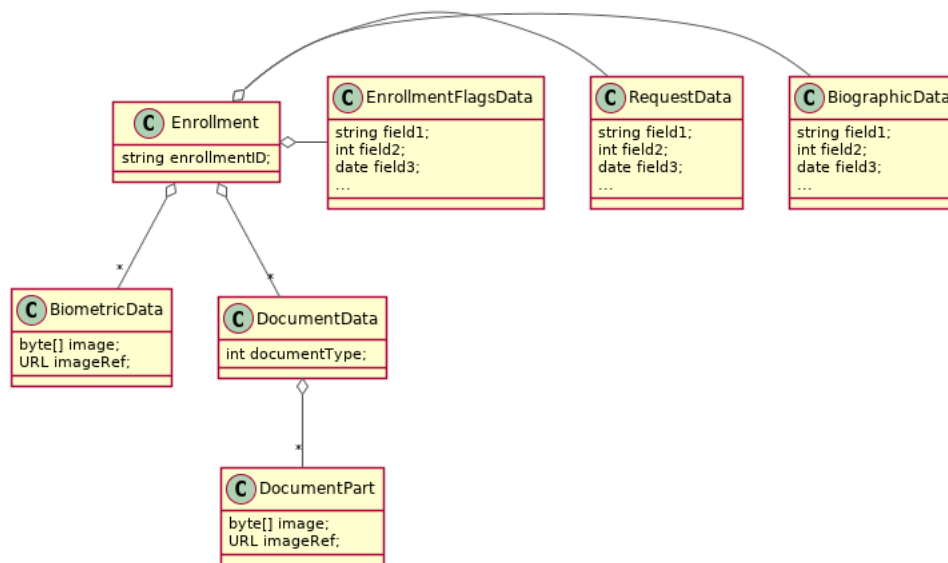 C EnrollmentFlagsData
string field1;
int field2;
date field3;
...
C RequestData
string field1;
int field2;
date field3;
...
C BiographicData
string field1;
int field2;
date field3;
...
C Enrollment
string enrollmentID;
*
*
C BiometricData
byte[] image;
URL imageRef;
C DocumentData
int documentType;
*
C DocumentPart
byte[] image;
URL imageRef;